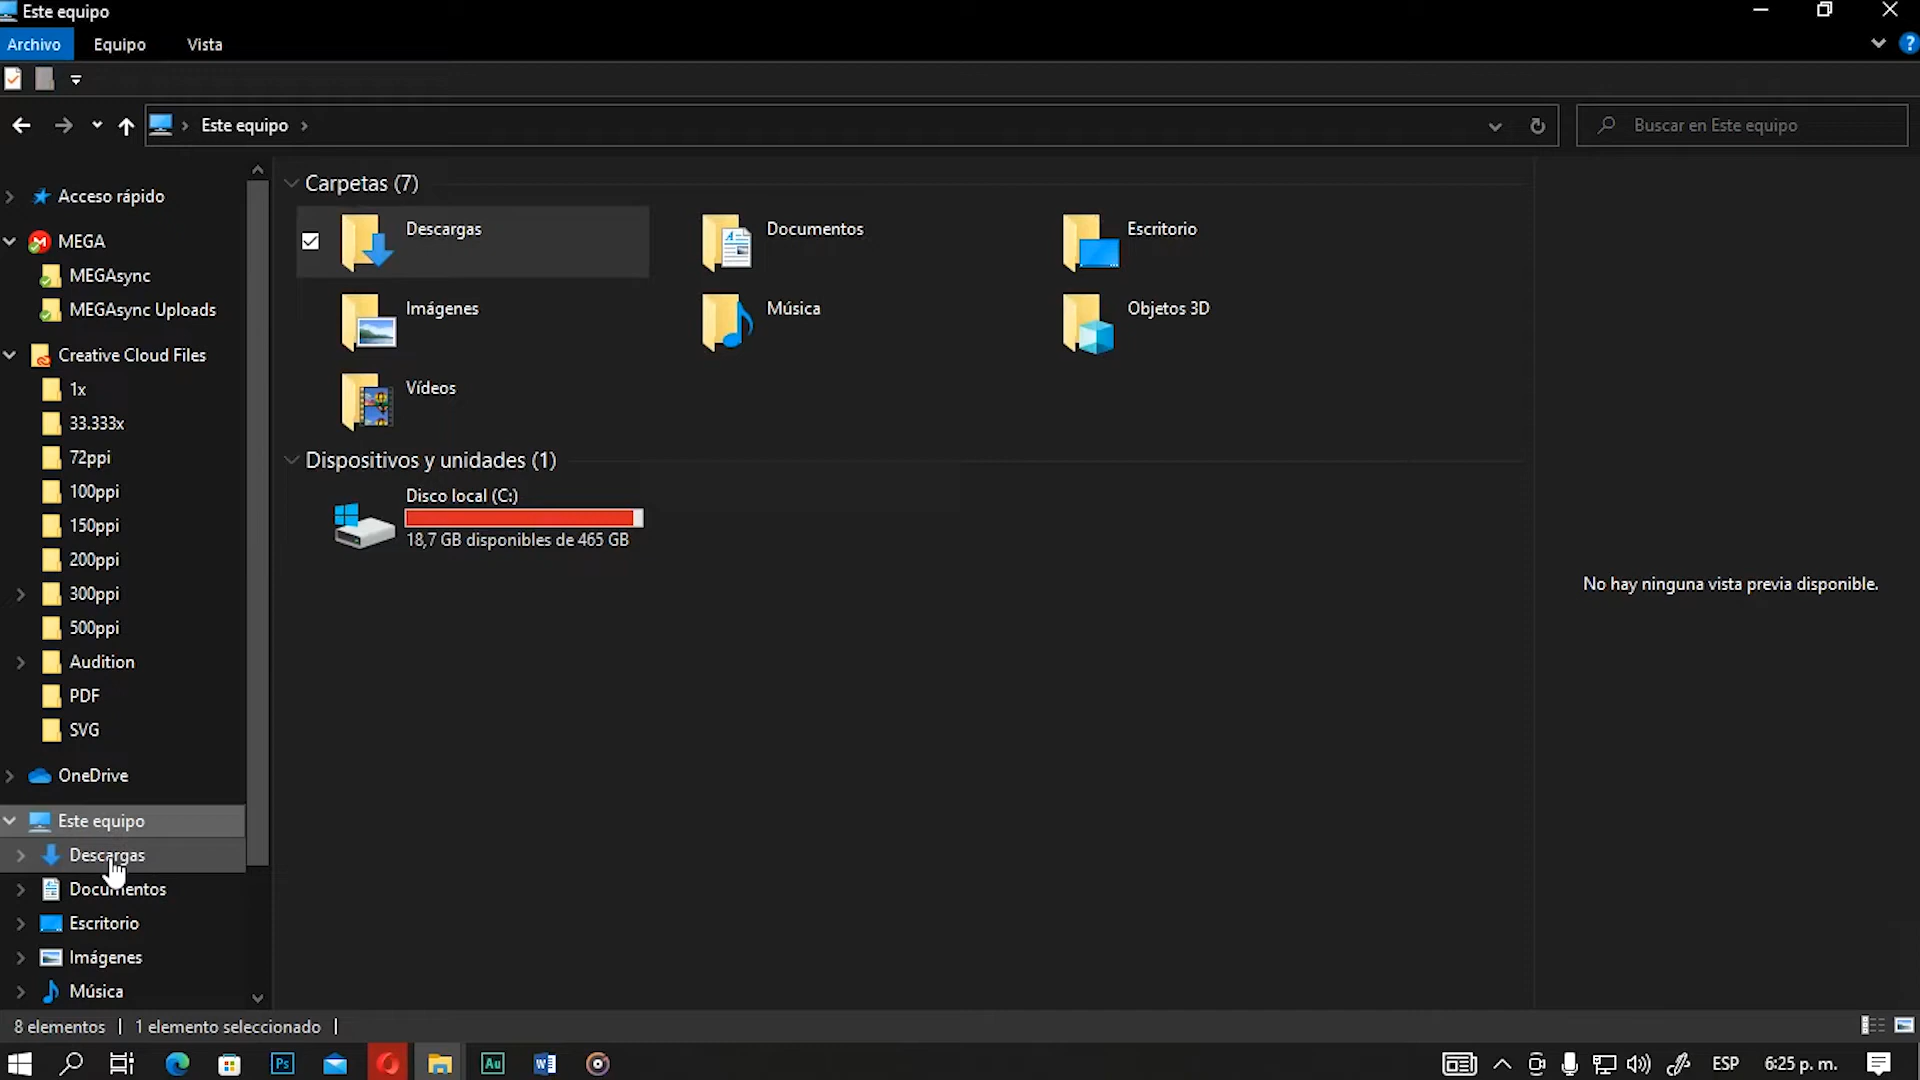 Este equipo
Archivo
Equipo
Vista
Este equipo
Buscar en Este equipo
Acceso rápido
MEGA
MEGAsync
MEGAsync Uploads
Creative Cloud Files
1x
33.333x
72ppi
100ppi
150ppi
200ppi
300ppi
500ppi
Audition
PDF
SVG
OneDrive
Este equipo
Descargas
Documentos
Escritorio
Imágenes
Música
Carpetas (7)
Descargas
Documentos
Escritorio
Imágenes
Música
Objetos 3D
Vídeos
Dispositivos y unidades (1)
Disco local (C:)
18,7 GB disponibles de 465 GB
No hay ninguna vista previa disponible.
8 elementos
1 elemento seleccionado
Ps
Au
W
ESP
6:25 p. m.